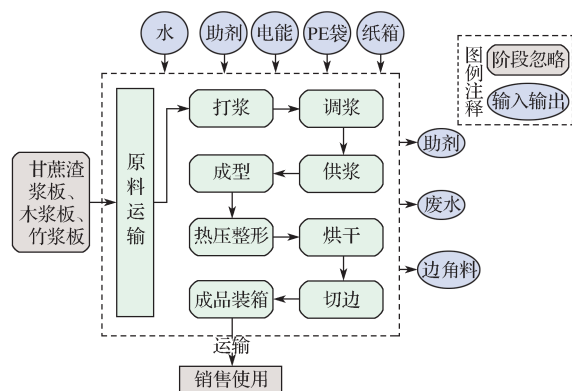 水
助剂
电能
PE袋
纸箱
图例注释
阶段忽略
输入输出
甘蔗渣
浆板、
木浆板、
竹浆板
原料运输
打浆
调浆
成型
供浆
热压整形
烘干
成品装箱
切边
助剂
废水
边角料
运输
销售使用